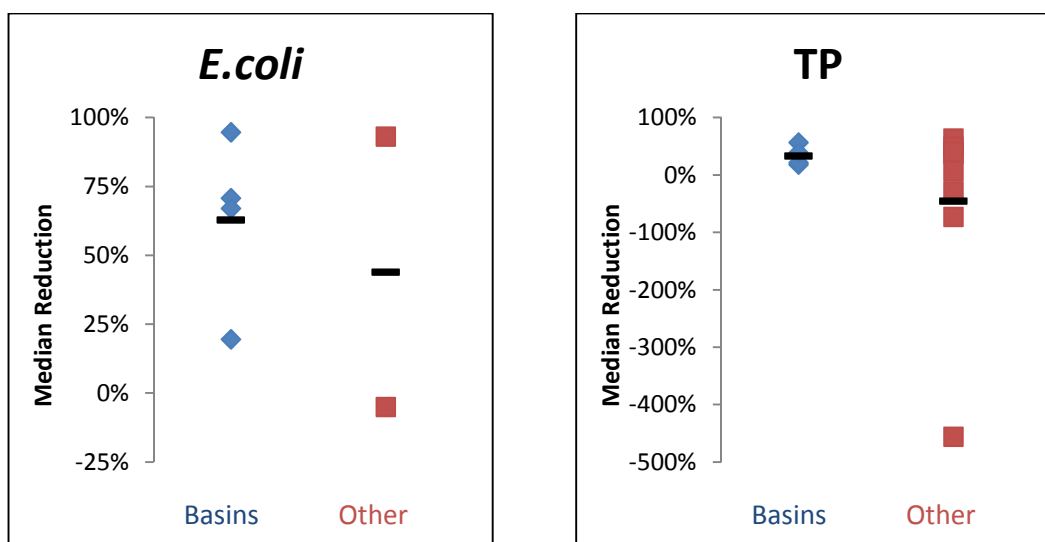 E.coli
Median Reduction
100%
75%
50%
25%
0%
-25%
Basins
Other
TP
Median Reduction
100%
0%
-100%
-200%
-300%
-400%
-500%
Basins
Other